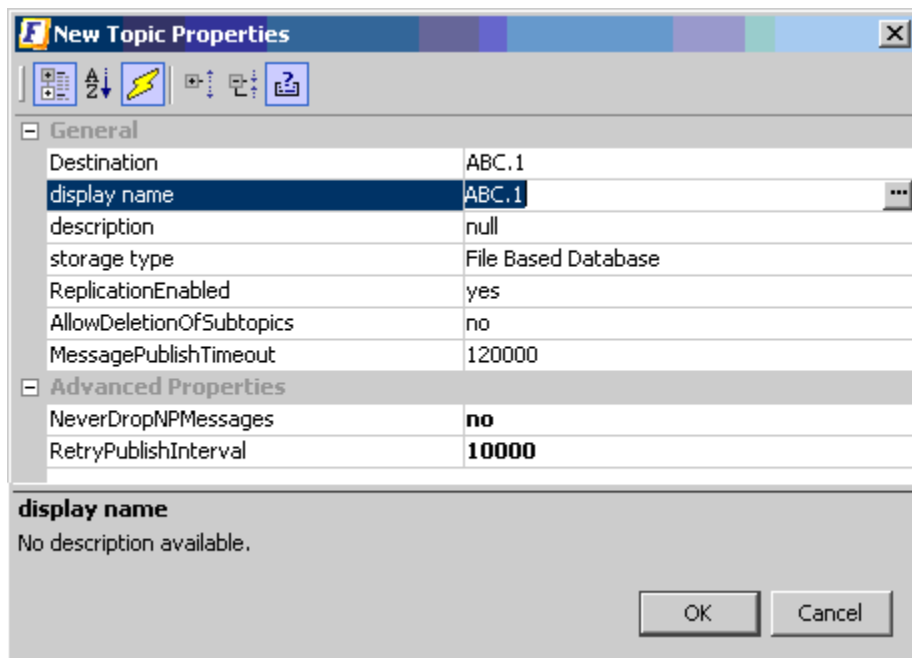 New Topic Properties
General
Destination ABC.1
display name ABC.1 ...
description null
storage type File Based Database
ReplicationEnabled yes
AllowDeletionOfSubtopics no
MessagePublishTimeout 120000
Advanced Properties
NeverDropNPMessages no
RetryPublishInterval 10000
display name
No description available.
OK Cancel